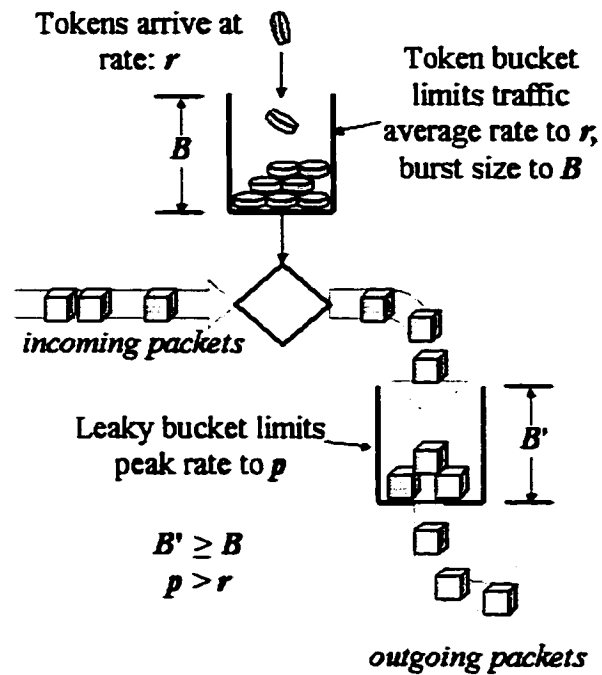 Tokens arrive at
rate: r
Token bucket
limits traffic
average rate to r,
burst size to B
B
incoming packets
Leaky bucket limits
peak rate to p
B'
B' ≥ B
p > r
outgoing packets